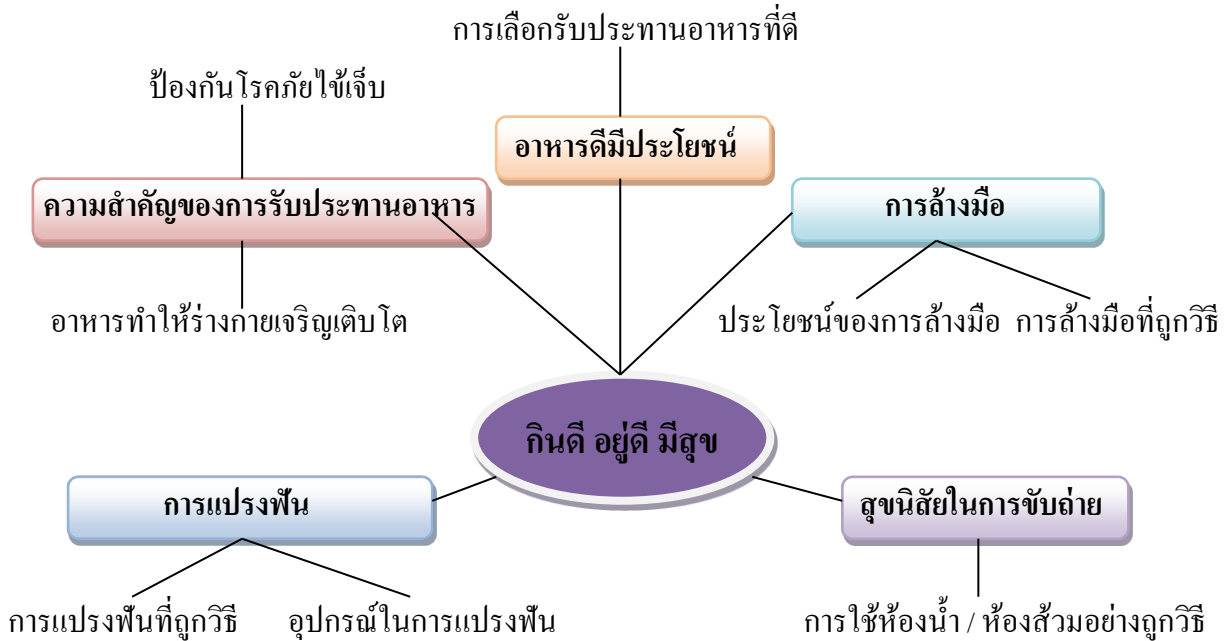 การเลือกรับประทานอาหารที่ดี
ป้องกันโรคภัยไข้เจ็บ
อาหารดีมีประโยชน์
ความสำคัญของการรับประทานอาหาร
การล้างมือ
อาหารทำให้ร่างกายเจริญเติบโต
ประโยชน์ของการล้างมือ การล้างมือที่ถูกวิธี
กินดี อยู่ดี มีสุข
การแปรงฟัน
สุขนิสัยในการขับถ่าย
การแปรงฟันที่ถูกวิธี
อุปกรณ์ในการแปรงฟัน
การใช้ห้องน้ำ / ห้องส้วมอย่างถูกวิธี